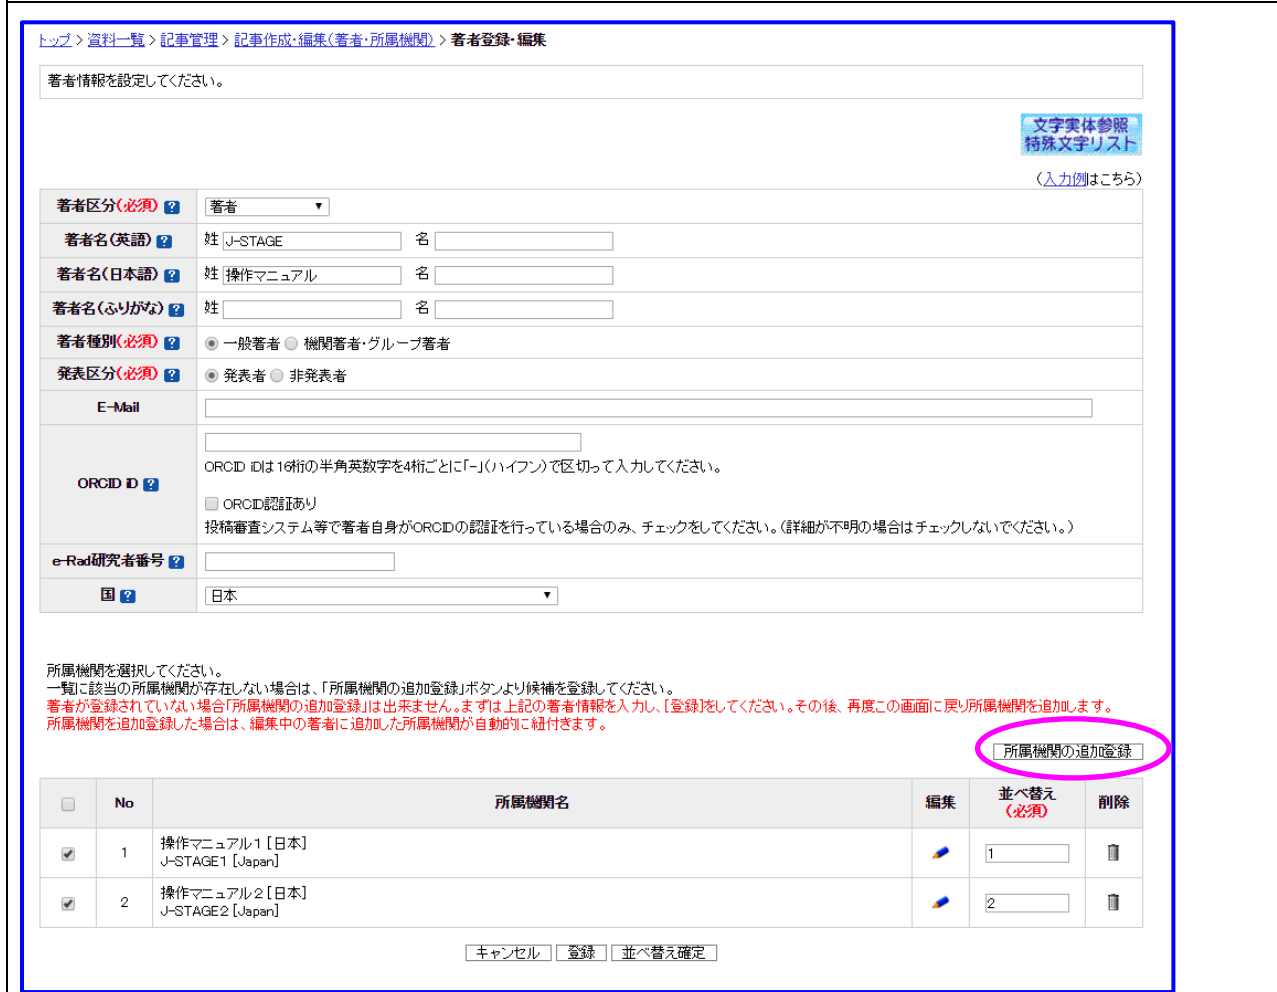 トップ > 資料一覧 > 記事管理 > 記事作成・編集(著者・所属機関) > 著者登録・編集
著者情報を設定してください。
文字実体参照
特殊文字リスト
(入力例はこちら)
著者区分(必須) ? 著者 ▼
著者名(英語) ? 姓 J-STAGE 名
著者名(日本語) ? 姓 操作マニュアル 名
著者名(ふりがな) ? 姓 名
著者種別(必須) ? 一般著者 機関著者・グループ著者
発表区分(必須) ? 発表者 非発表者
E-Mail
ORCID iD ?
ORCID iDは16桁の半角英数字を4桁ごとに「-」(ハイフン)で区切って入力してください。
ORCID認証あり
投稿審査システム等で著者自身がORCIDの認証を行っている場合のみ、チェックをしてください。(詳細が不明の場合はチェックしないでください。)
e-Rad研究者番号 ?
国 ? 日本 ▼
所属機関を選択してください。
一覧に該当の所属機関が存在しない場合は、「所属機関の追加登録」ボタンより候補を登録してください。
著者が登録されていない場合「所属機関の追加登録」は出来ません。まずは上記の著者情報を入力し、[登録]をしてください。その後、再度この画面に戻り所属機関を追加します。
所属機関を追加登録した場合は、編集中の著者に追加した所属機関が自動的に紐付きます。
所属機関の追加登録
No 所属機関名 編集 並べ替え(必須) 削除
1 操作マニュアル1 [日本] 1
J-STAGE1 [Japan]
2 操作マニュアル2 [日本] 2
J-STAGE2 [Japan]
キャンセル 登録 並べ替え確定